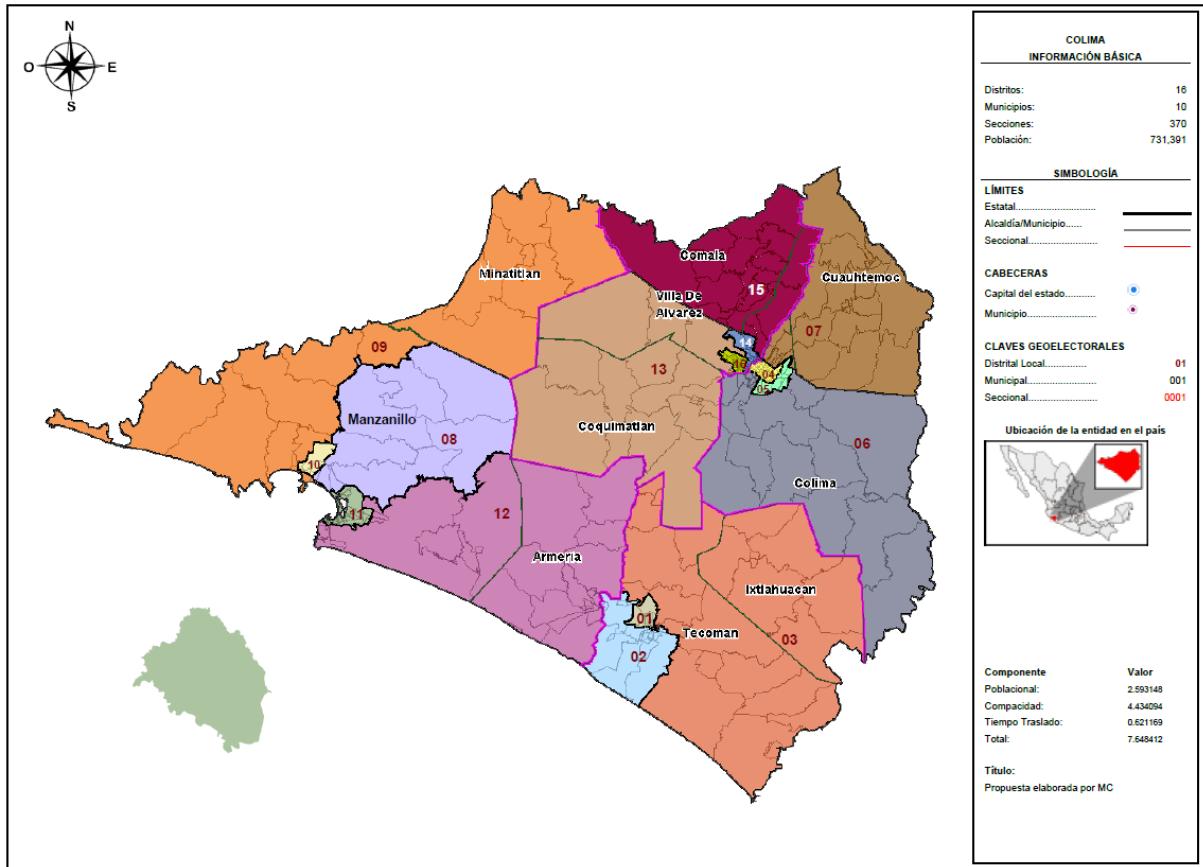 N
O
E
S
Minatitlan
Comala
Cuauhtemoc
Villa De
Alvarez
15
14
07
09
13
16
04
05
Manzanillo
08
Coquimatlan
06
10
Colima
11
12
Armeria
Ixtlahuacan
01
Tecoman
03
02
COLIMA
INFORMACIÓN BÁSICA
Distritos: 16
Municipios: 10
Secciones: 370
Población: 731,391
SIMBOLOGÍA
LÍMITES
Estatal............................
Alcaldía/Municipio......
Seccional.........................
CABECERAS
Capital del estado...........
Municipio..........................
CLAVES GEOELECTORALES
Distrital Local............... 01
Municipal...................... 001
Seccional...................... 0001
Ubicación de la entidad en el país
Componente Valor
Poblacional: 2.593148
Compacidad: 4.434094
Tiempo Traslado: 0.621169
Total: 7.648412
Título:
Propuesta elaborada por MC